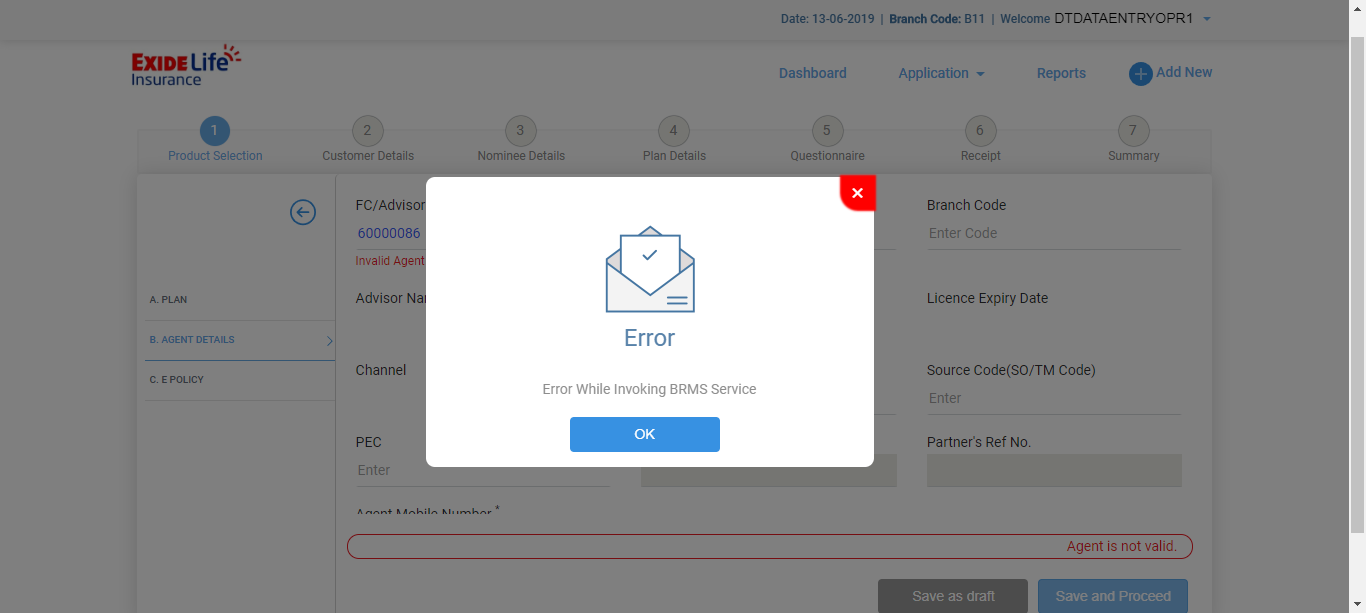 Date: 13-06-2019 | Branch Code: B11 | Welcome DTDATAENTRYOPR1
EXIDE Life
Insurance
Dashboard Application Reports Add New
1 2 3 4 5 6 7
Product Selection Customer Details Nominee Details Plan Details Questionnaire Receipt Summary
FC/Advisor Branch Code
60000086 Enter Code
Invalid Agent
A. PLAN
Advisor Licence Expiry Date
B. AGENT DETAILS
Error
Channel Source Code(SO/TM Code)
C. E POLICY
Error While Invoking BRMS Service
Enter
OK
PEC Partner's Ref No.
Enter
Agent Mobile Number *
Agent is not valid.
Save as draft Save and Proceed